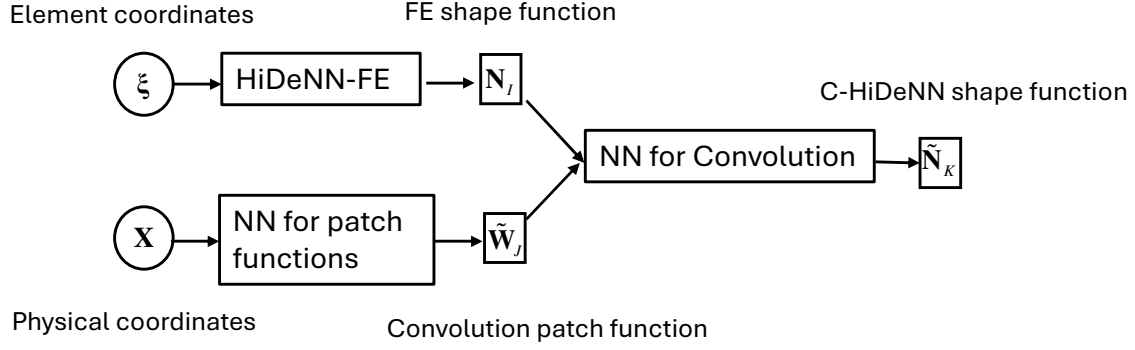 Element coordinates
FE shape function
ξ
HiDeNN-FE
N_I
C-HiDeNN shape function
NN for Convolution
Ñ_K
X
NN for patch
functions
W̃_J
Physical coordinates
Convolution patch function